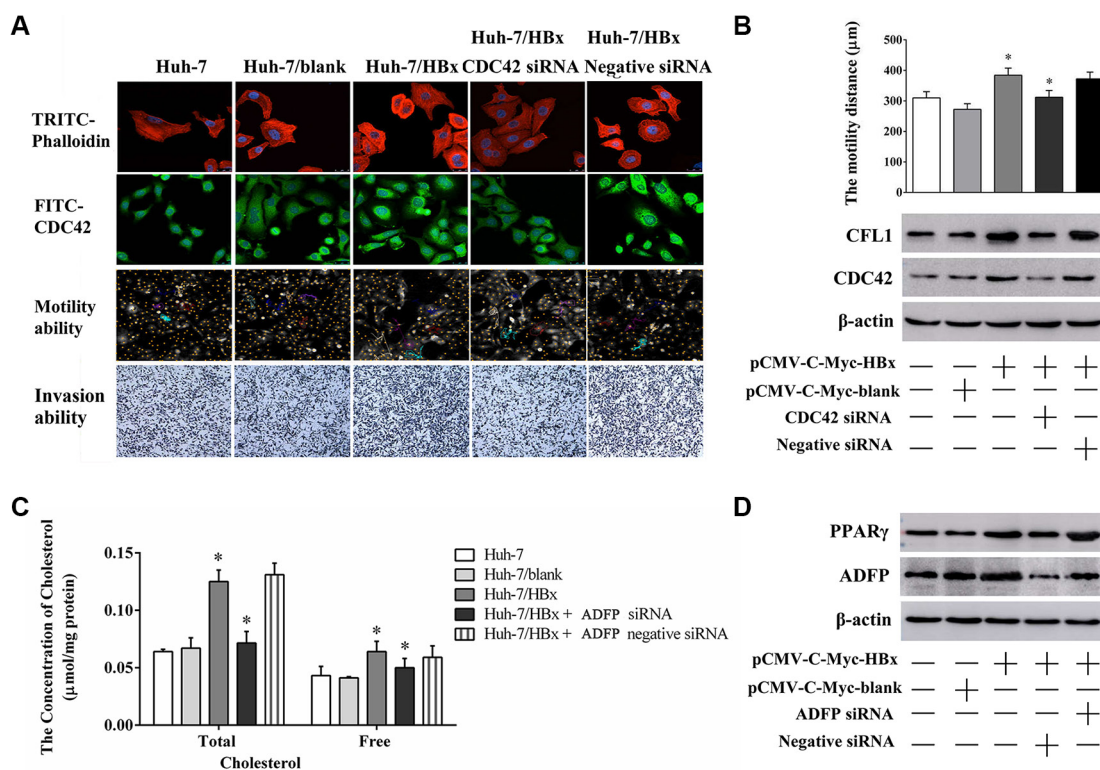 A
Huh-7
Huh-7/blank
Huh-7/HBx
Huh-7/HBx
CDC42 siRNA
Huh-7/HBx
Negative siRNA
TRITC-
Phalloidin
FITC-
CDC42
Motility
ability
Invasion
ability
B
The motility distance (μm)
500
400
300
200
100
0
*
*
CFL1
CDC42
β-actin
pCMV-C-Myc-HBx — — + + +
pCMV-C-Myc-blank — + — — —
CDC42 siRNA — — — + —
Negative siRNA — — — — +
C
The Concentration of Cholesterol
(μmol/mg protein)
0.15
0.10
0.05
0.00
*
*
*
*
Total
Free
Cholesterol
Huh-7
Huh-7/blank
Huh-7/HBx
Huh-7/HBx + ADFP siRNA
Huh-7/HBx + ADFP negative siRNA
D
PPARγ
ADFP
β-actin
pCMV-C-Myc-HBx — — + + +
pCMV-C-Myc-blank — + — — —
ADFP siRNA — — — — +
Negative siRNA — — — + —